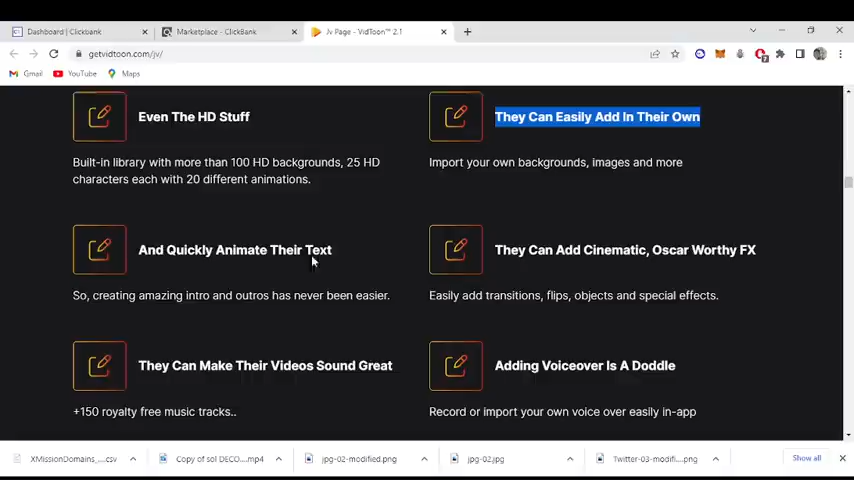 Dashboard | Clickbank
Marketplace - ClickBank
Jv Page - VidToon™ 2.1
getvidtoon.com/jv/
Gmail
YouTube
Maps
Even The HD Stuff
Built-in library with more than 100 HD backgrounds, 25 HD
characters each with 20 different animations.
They Can Easily Add In Their Own
Import your own backgrounds, images and more
And Quickly Animate Their Text
So, creating amazing intro and outros has never been easier.
They Can Add Cinematic, Oscar Worthy FX
Easily add transitions, flips, objects and special effects.
They Can Make Their Videos Sound Great
+150 royalty free music tracks..
Adding Voiceover Is A Doddle
Record or import your own voice over easily in-app
XMissionDomains_....csv
Copy of sol DECO....mp4
jpg-02-modified.png
jpg-02.jpg
Twitter-03-modifi....png
Show all